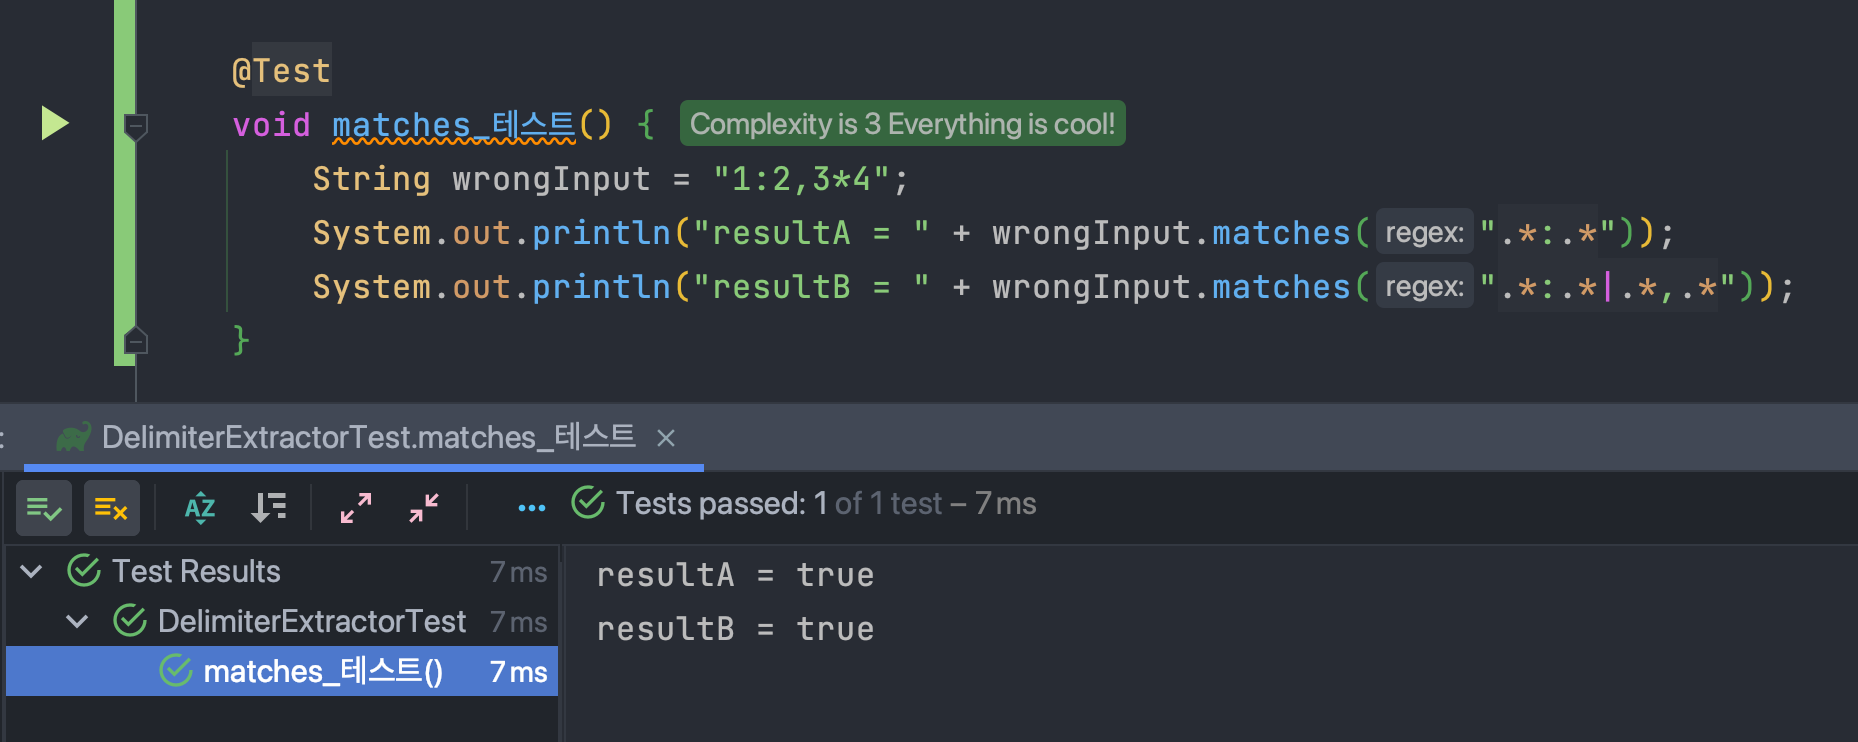 @Test
void matches_테스트() { Complexity is 3 Everything is cool!
String wrongInput = "1:2,3*4";
System.out.println("resultA = " + wrongInput.matches( regex: ".*:.*"));
System.out.println("resultB = " + wrongInput.matches( regex: ".*:.*|.*,.*"));
}
: DelimiterExtractorTest.matches_테스트 ×
AZ ... Tests passed: 1 of 1 test – 7 ms
Test Results 7 ms
DelimiterExtractorTest 7 ms
matches_테스트() 7 ms
resultA = true
resultB = true